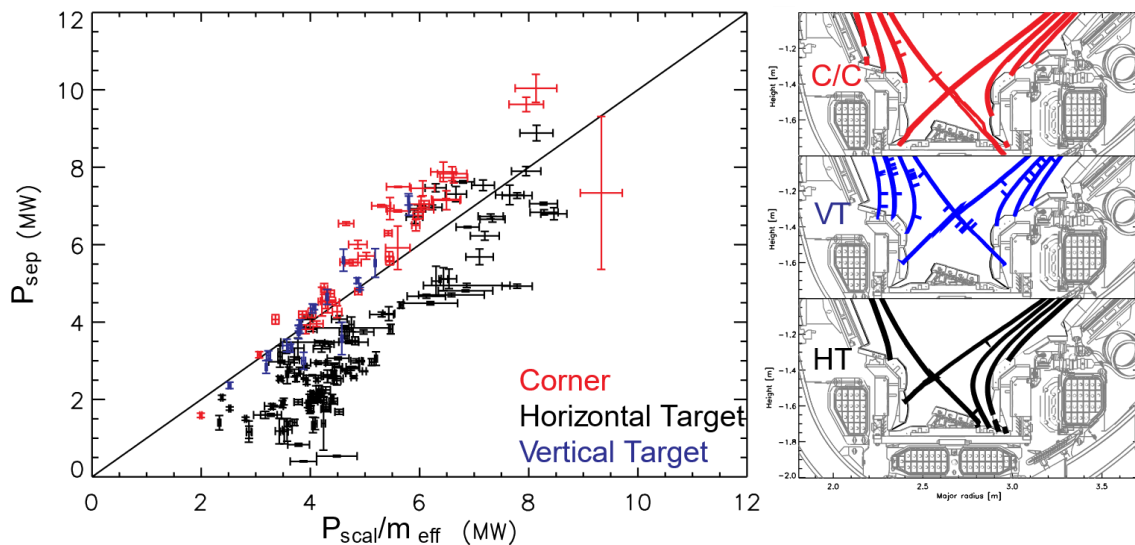 12
10
8
6
4
2
0
P sep (MW)
0 2 4 6 8 10 12
P scal/m eff (MW)
Corner
Horizontal Target
Vertical Target
C/C
-1.2
-1.4
-1.6
Height [m]
VT
-1.2
-1.4
-1.6
Height [m]
HT
-1.2
-1.4
-1.6
-1.8
-2.0
Height [m]
2.0 2.5 3.0 3.5
Major radius [m]